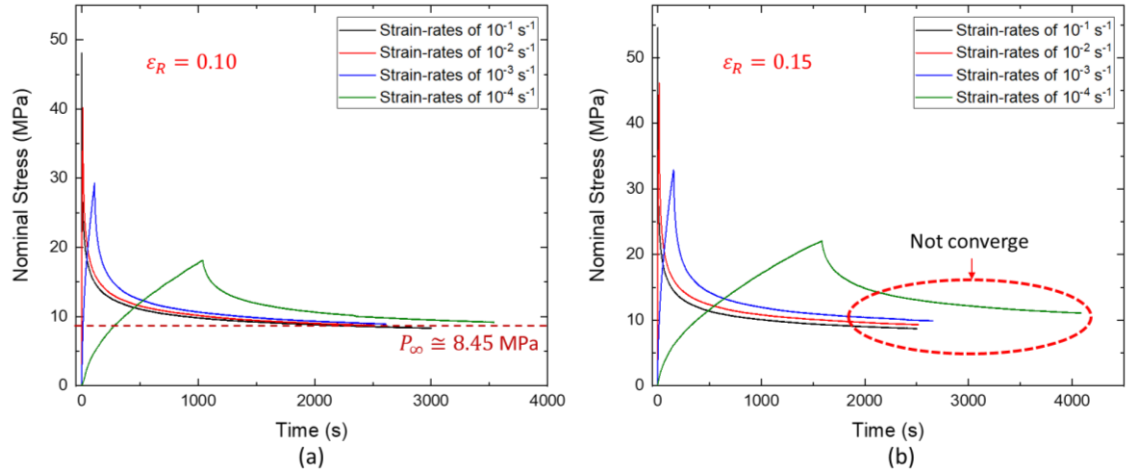 Strain-rates of 10⁻¹ s⁻¹
Strain-rates of 10⁻² s⁻¹
Strain-rates of 10⁻³ s⁻¹
Strain-rates of 10⁻⁴ s⁻¹
εR = 0.10
50
40
30
20
10
0
Nominal Stress (MPa)
P∞ ≅ 8.45 MPa
0
1000
2000
3000
4000
Time (s)
(a)
Strain-rates of 10⁻¹ s⁻¹
Strain-rates of 10⁻² s⁻¹
Strain-rates of 10⁻³ s⁻¹
Strain-rates of 10⁻⁴ s⁻¹
εR = 0.15
50
40
30
20
10
0
Nominal Stress (MPa)
Not converge
0
1000
2000
3000
4000
Time (s)
(b)